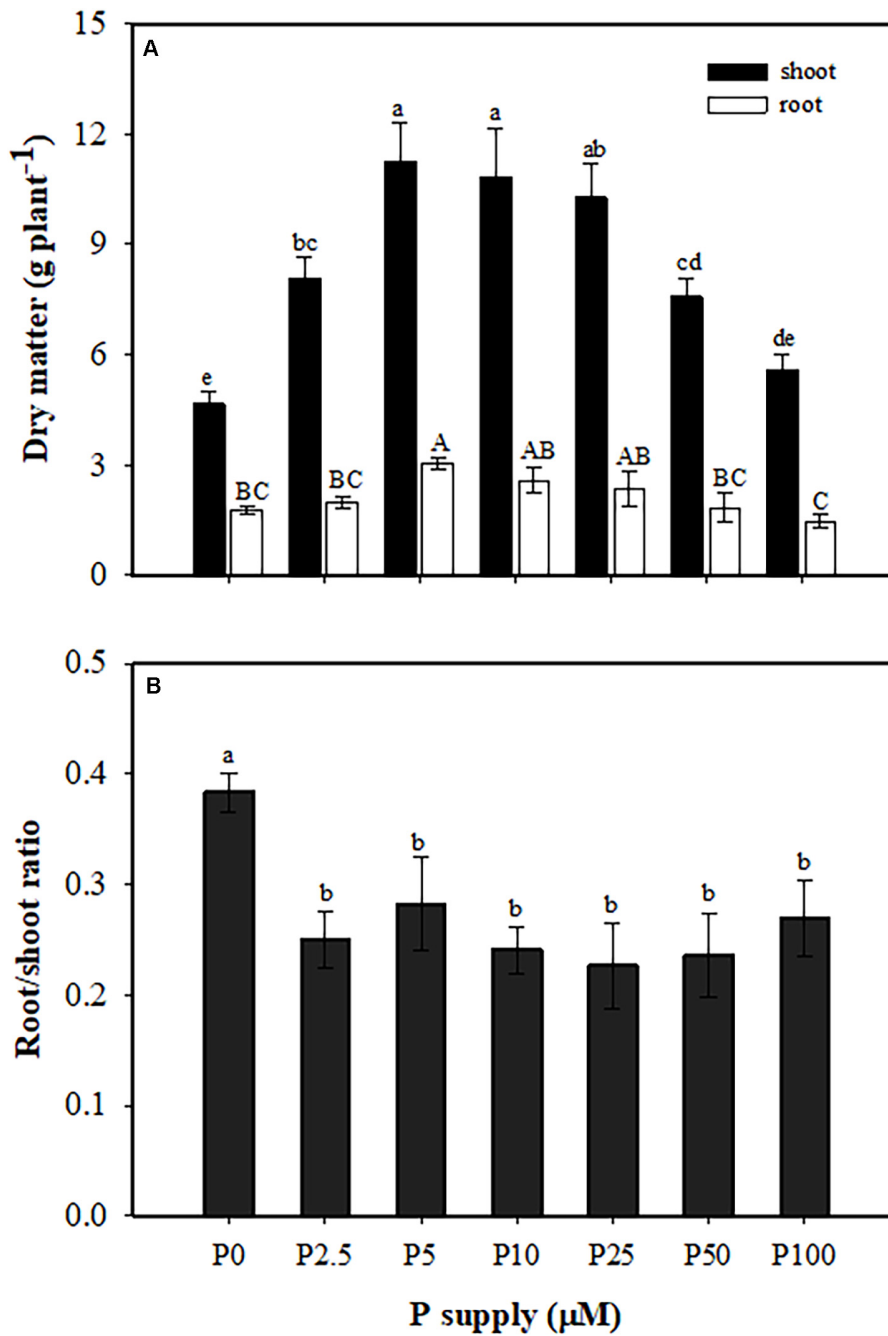 15
A
shoot
root
a
a
12
ab
bc
cd
9
de
6
e
A
AB
AB
3
BC
BC
BC
C
0
Dry matter (g plant-1)
0.5
B
a
0.4
b
b
b
b
b
b
0.3
0.2
0.1
0.0
Root/shoot ratio
P0 P2.5 P5 P10 P25 P50 P100
P supply (μM)